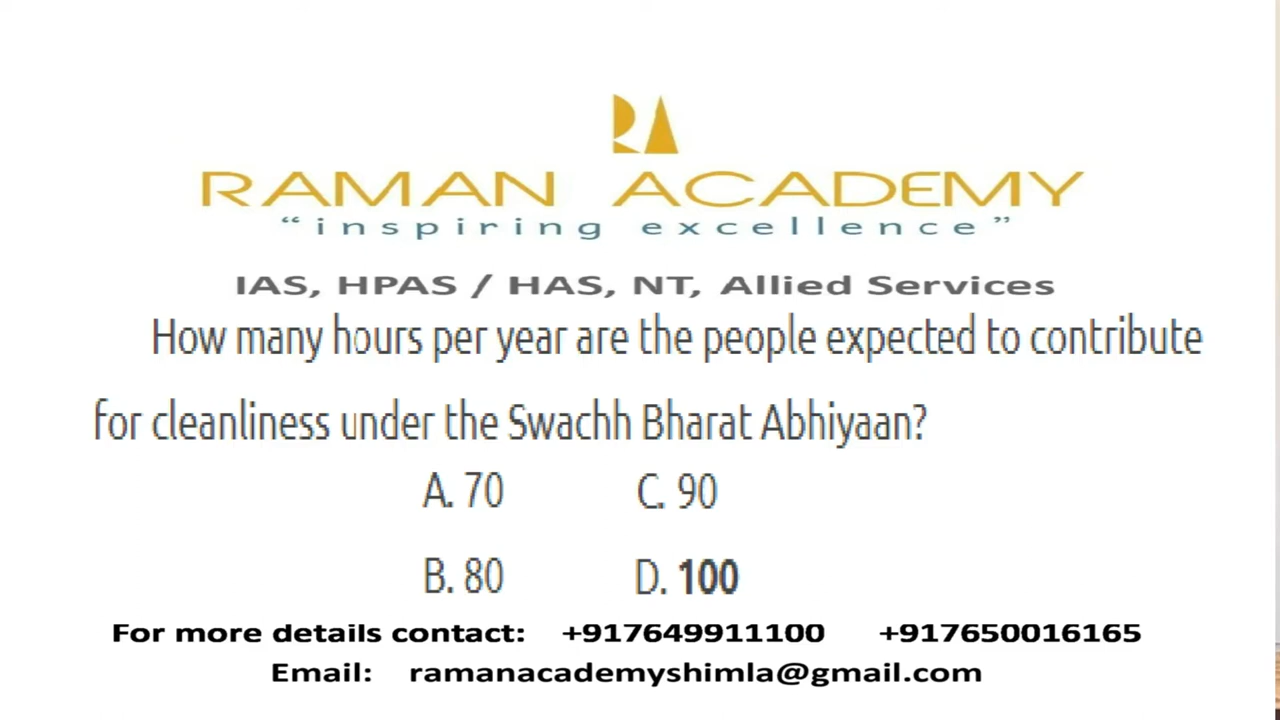 RA
RAMAN ACADEMY
“inspiring excellence”
IAS, HPAS / HAS, NT, Allied Services
How many hours per year are the people expected to contribute
for cleanliness under the Swachh Bharat Abhiyaan?
A. 70 C. 90
B. 80 D. 100
For more details contact: +917649911100 +917650016165
Email: ramanacademyshimla@gmail.com